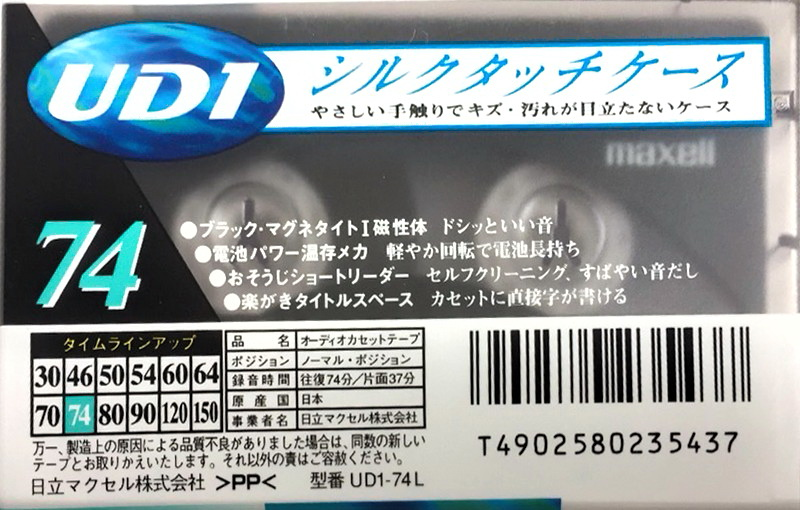 UD1
シルクタッチケース
やさしい手触りでキズ・汚れが目立たないケース
maxell
74
●ブラック・マグネタイトI磁性体 ドシッといい音
●電池パワー温存メカ 軽やか回転で電池長持ち
●おそうじショートリーダー セルフクリーニング、すばやい音だし
●楽がきタイトルスペース カセットに直接字が書ける
タイムラインアップ
30 46 50 54 60 64
70 74 80 90 120 150
品名 オーディオカセットテープ
ポジション ノーマル・ポジション
録音時間 往復74分/片面37分
原産国 日本
事業者名 日立マクセル株式会社
万一、製造上の原因による品質不良がありました場合は、同数の新しい
テープとお取りかえいたします。それ以外の責はご容赦ください。
日立マクセル株式会社 >PP< 型番 UD1-74L
T4902580235437